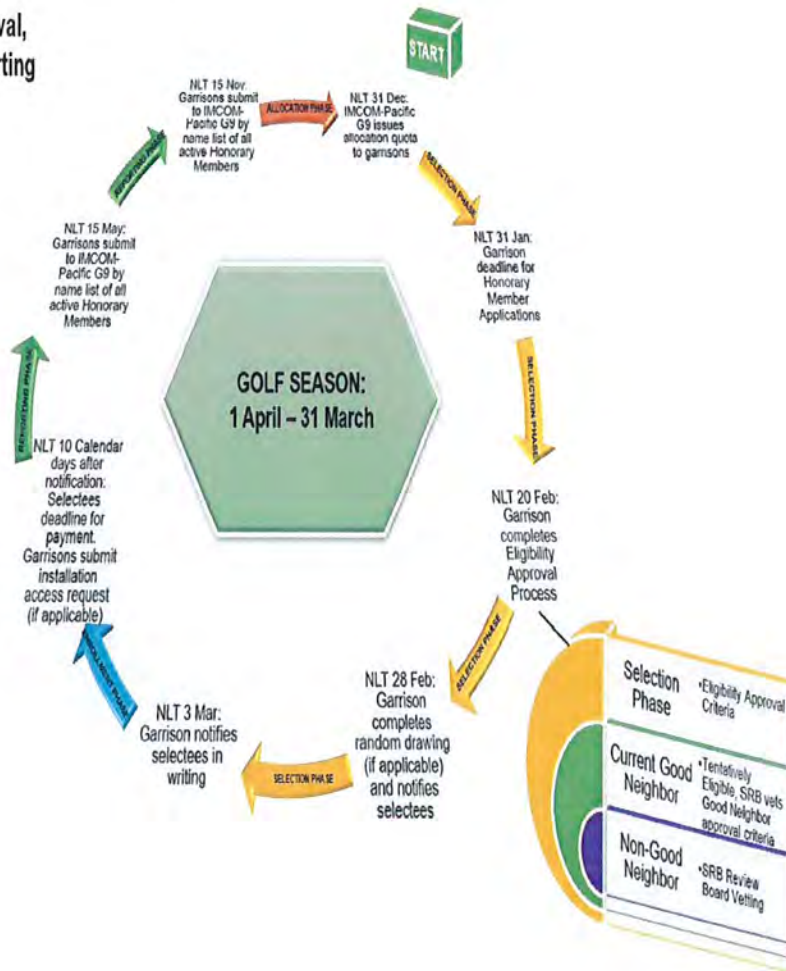 val,
rting
START
NLT 15 Nov:
Garrisons submit
to IMCOM-
Pacific G9 by
name list of all
active Honorary
Members
ALLOCATION PHASE
NLT 31 Dec:
IMCOM-Pacific
G9 issues
allocation quota
to garrisons
SELECTION PHASE
NLT 31 Jan:
Garrison
deadline for
Honorary
Member
Applications
SELECTION PHASE
NLT 20 Feb:
Garrison
completes
Eligibility
Approval
Process
SELECTION PHASE
NLT 28 Feb:
Garrison
completes
random drawing
(if applicable)
and notifies
selectees
SELECTION PHASE
NLT 3 Mar:
Garrison notifies
selectees in
writing
ENROLLMENT PHASE
NLT 10 Calendar
days after
notification:
Selectees
deadline for
payment.
Garrisons submit
installation
access request
(if applicable)
REPORTING PHASE
NLT 15 May:
Garrisons submit
to IMCOM-
Pacific G9 by
name list of all
active Honorary
Members
REPORTING PHASE
GOLF SEASON:
1 April – 31 March
Selection
Phase
•Eligibility Approval
Criteria
Current Good
Neighbor
•Tentatively
Eligible, SRB vets
Good Neighbor
approval criteria
Non-Good
Neighbor
•SRB Review
Board Vetting